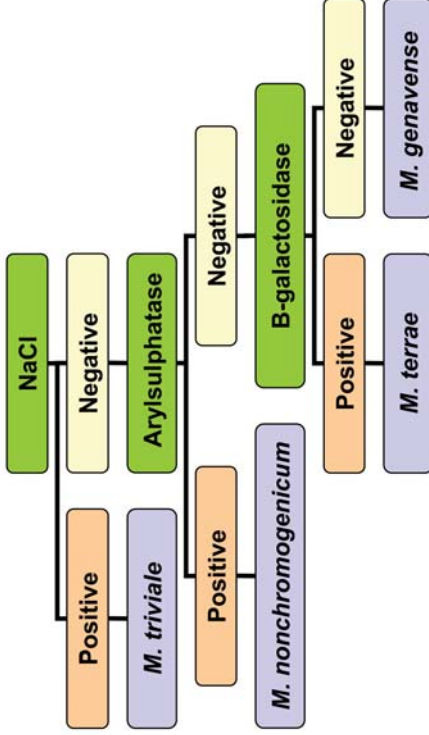 NaCl
Positive
Negative
M. triviale
Arylsulphatase
Positive
Negative
M. nonchromogenicum
B-galactosidase
Positive
Negative
M. terrae
M. genavense